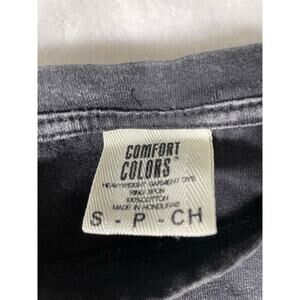 COMFORT
COLORS®
HEAVYWEIGHT GARMENT DYE
RING SPUN
100%COTTON
MADE IN HONDURAS
S - P - CH